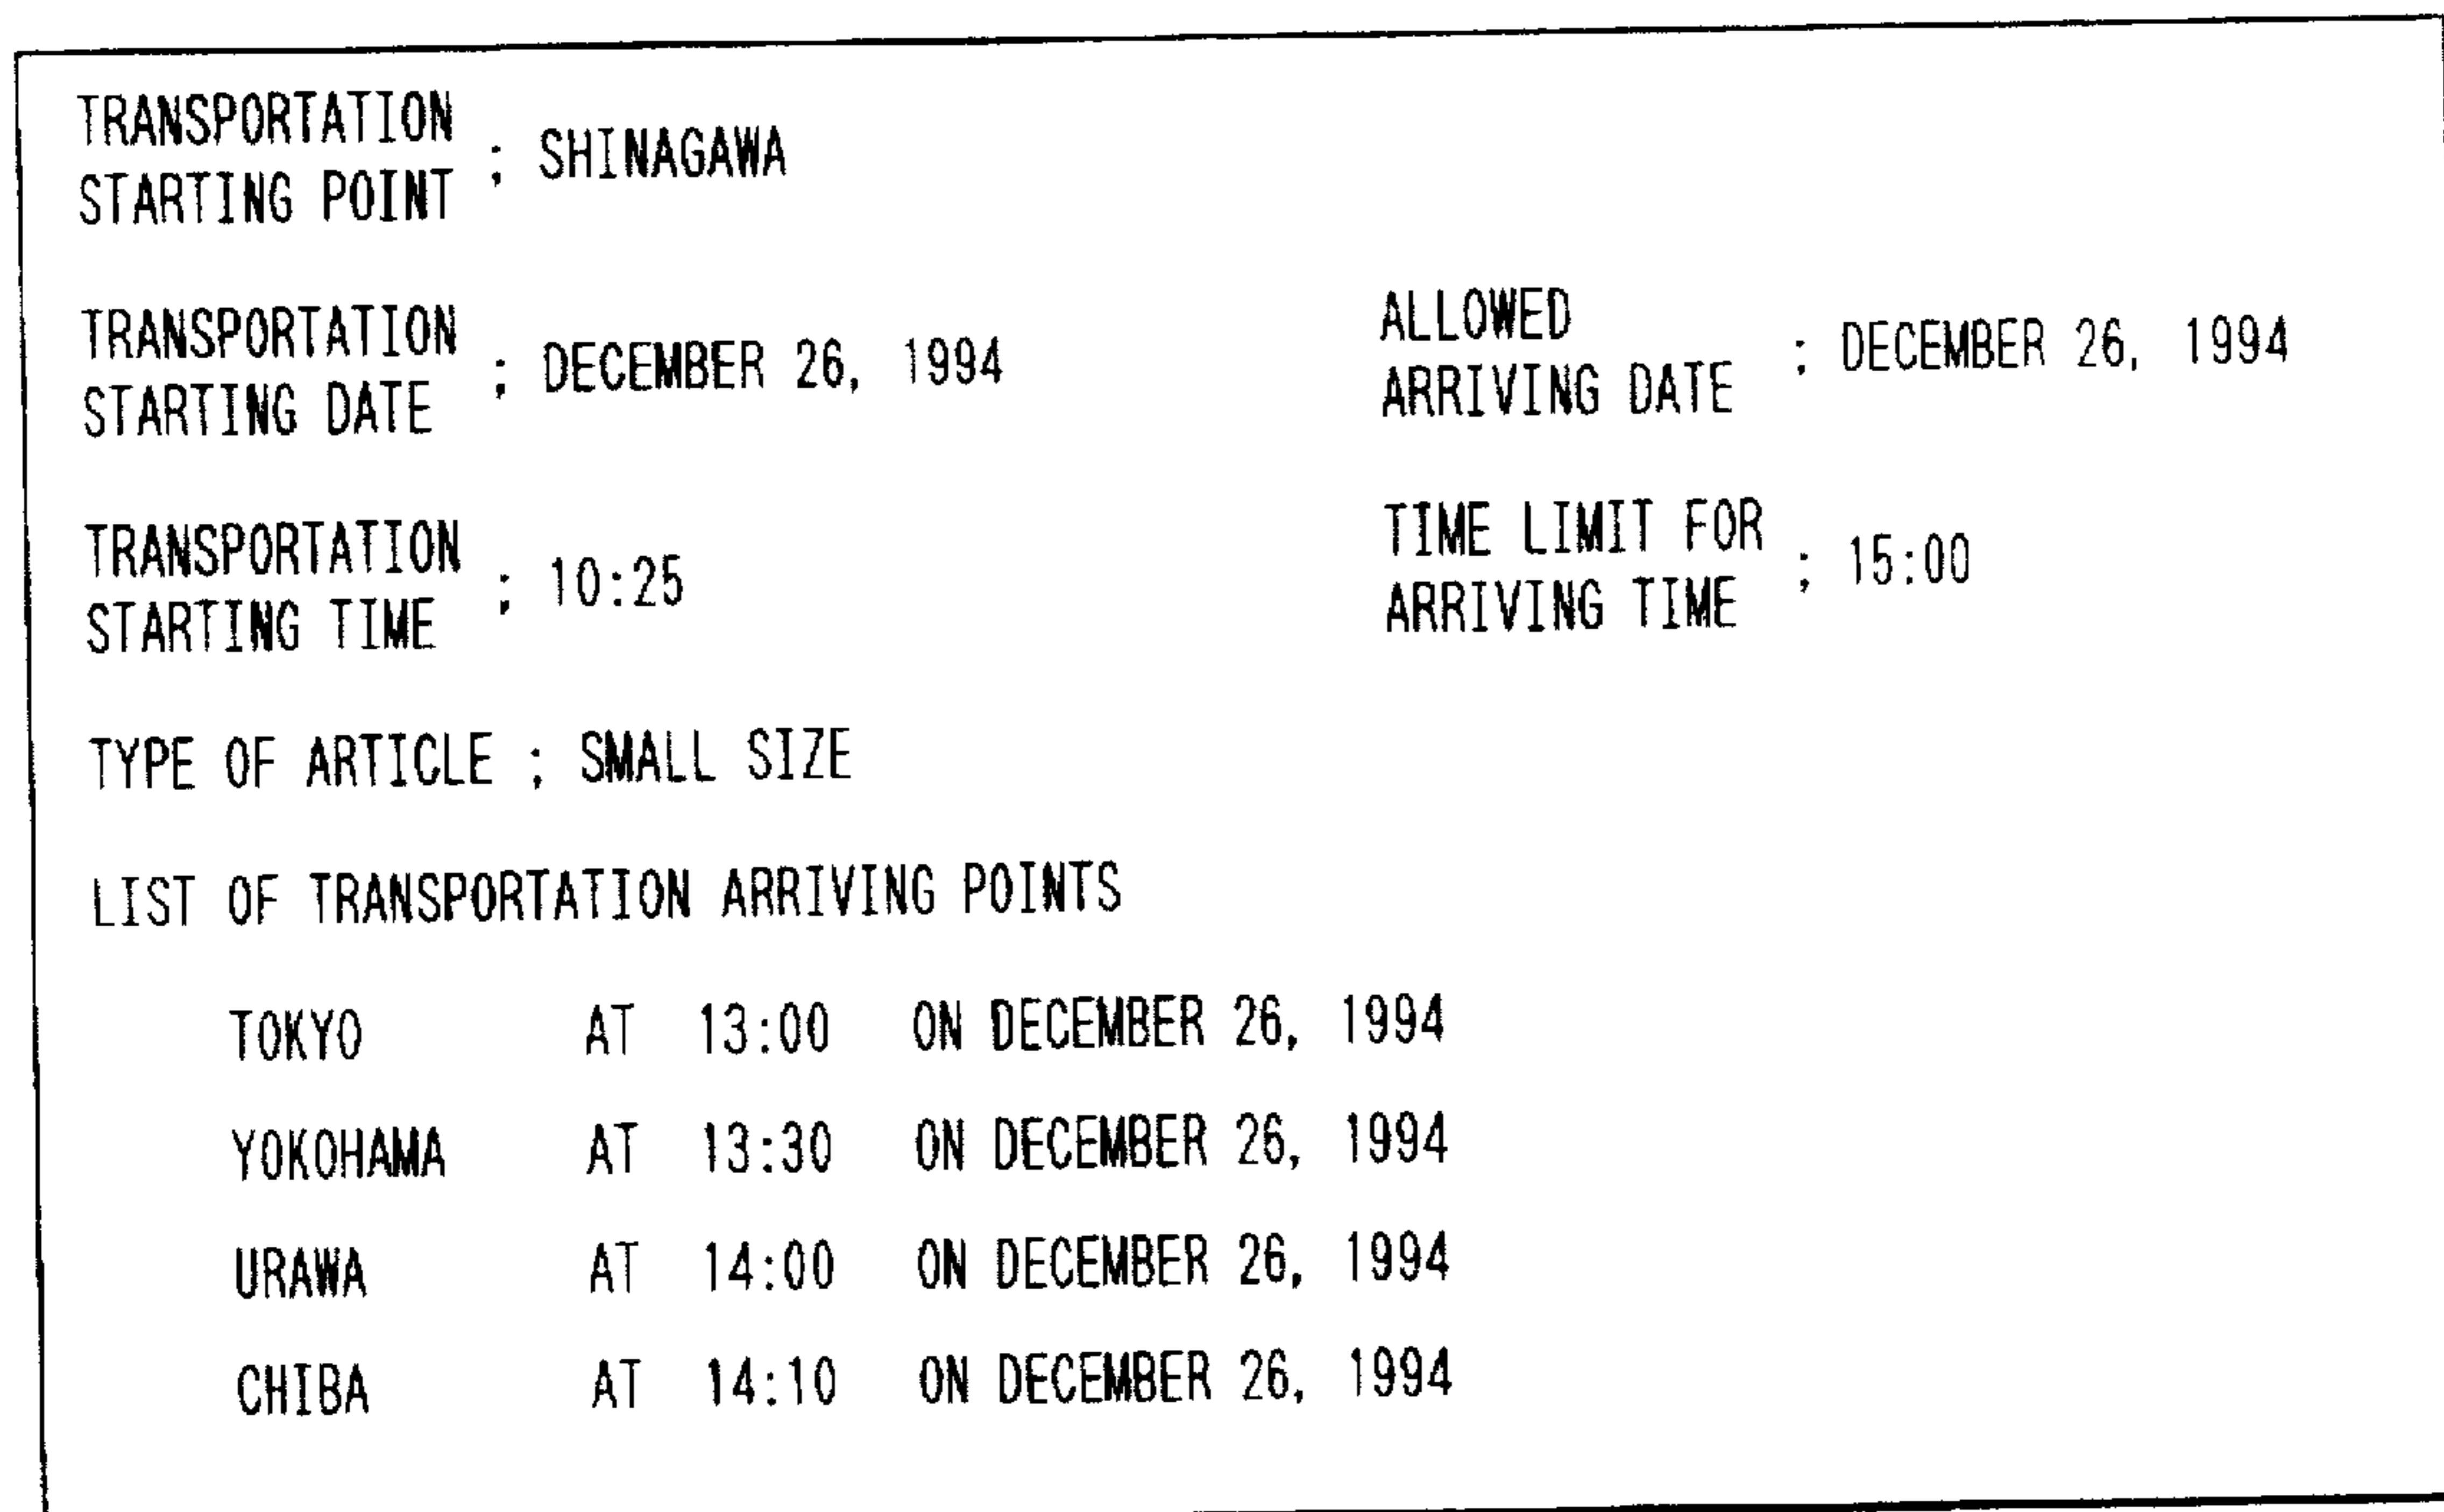 TRANSPORTATION
STARTING POINT ; SHINAGAWA
TRANSPORTATION
STARTING DATE ; DECEMBER 26, 1994
ALLOWED
ARRIVING DATE ; DECEMBER 26, 1994
TRANSPORTATION
STARTING TIME ; 10:25
TIME LIMIT FOR
ARRIVING TIME ; 15:00
TYPE OF ARTICLE ; SMALL SIZE
LIST OF TRANSPORTATION ARRIVING POINTS
TOKYO AT 13:00 ON DECEMBER 26, 1994
YOKOHAMA AT 13:30 ON DECEMBER 26, 1994
URAWA AT 14:00 ON DECEMBER 26, 1994
CHIBA AT 14:10 ON DECEMBER 26, 1994